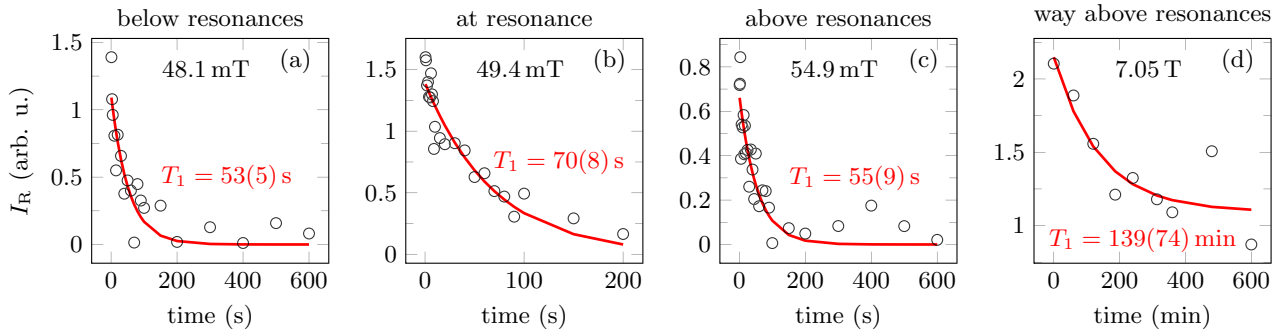 below resonances
at resonance
above resonances
way above resonances
I_R (arb. u.)
1.5
1
0.5
0
48.1 mT
(a)
T_1 = 53(5) s
0
200
400
600
time (s)
1.5
1
0.5
0
49.4 mT
(b)
T_1 = 70(8) s
0
100
200
time (s)
0.8
0.6
0.4
0.2
0
54.9 mT
(c)
T_1 = 55(9) s
0
200
400
600
time (s)
2
1.5
1
7.05 T
(d)
T_1 = 139(74) min
0
200
400
600
time (min)